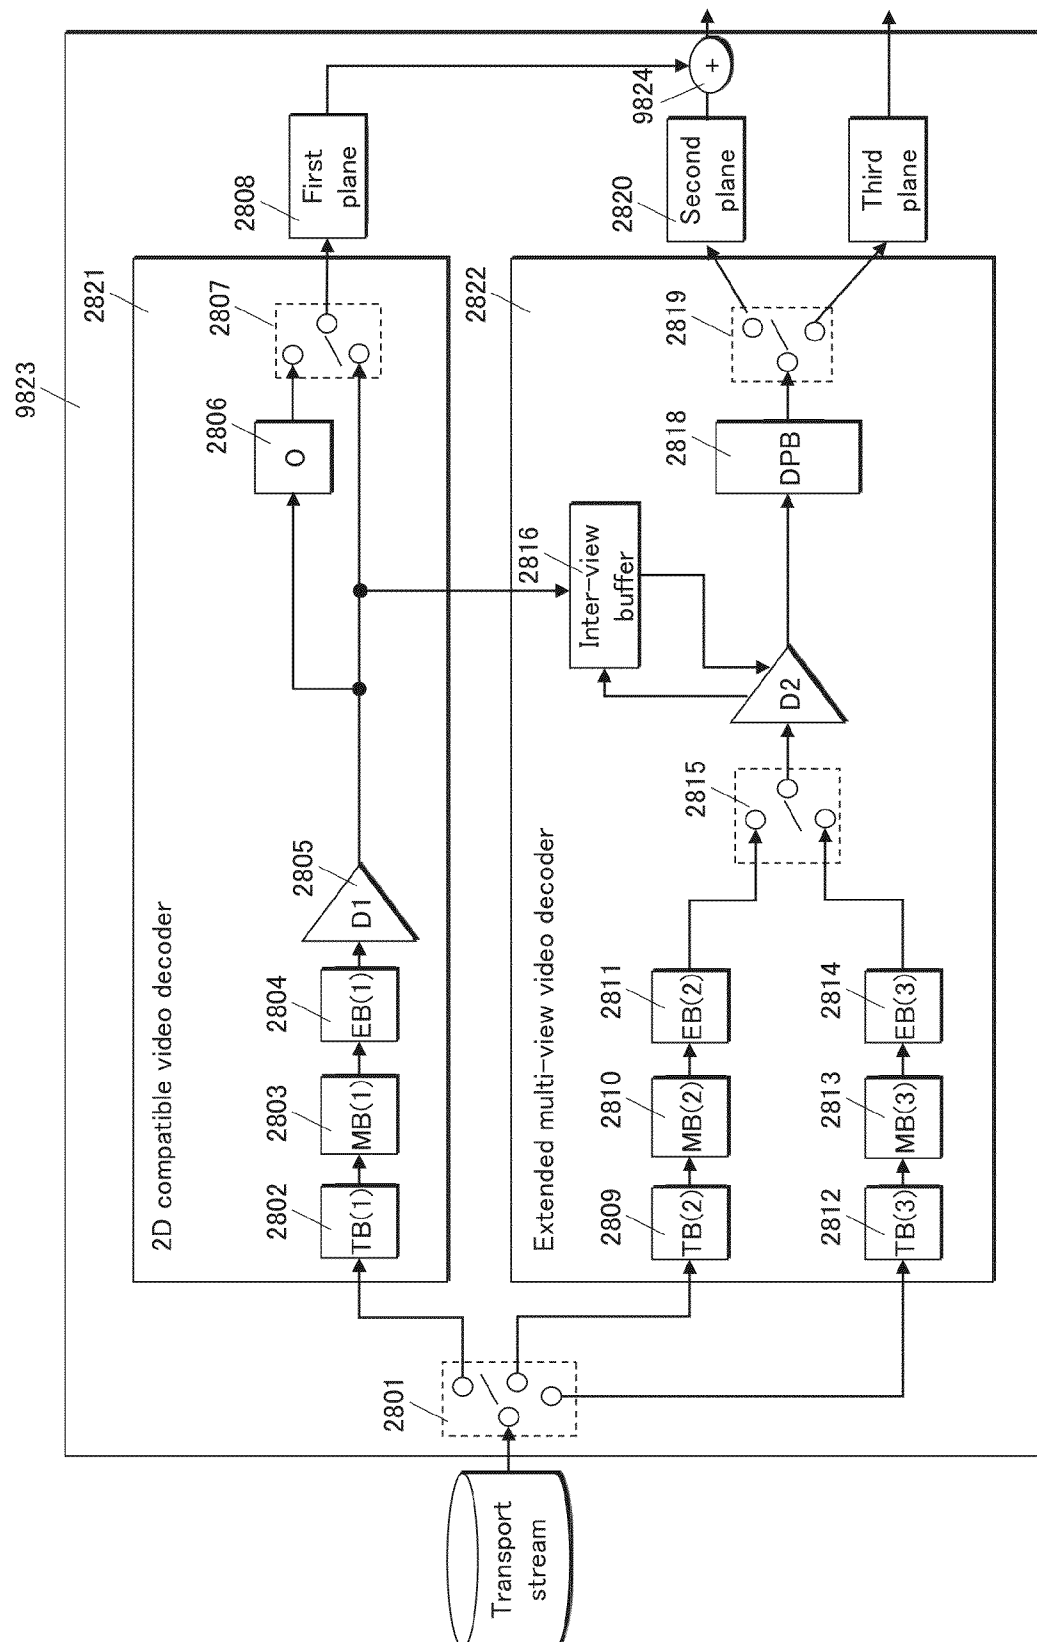 9823
2821
2D compatible video decoder
2801
Transport
stream
2802
TB(1)
2803
MB(1)
2804
EB(1)
2805
D1
2806
O
2807
2808
First
plane
2822
Extended multi-view video decoder
2809
TB(2)
2810
MB(2)
2811
EB(2)
2812
TB(3)
2813
MB(3)
2814
EB(3)
2815
D2
2816
Inter-view
buffer
2818
DPB
2819
2820
Second
plane
9824
+
Third
plane